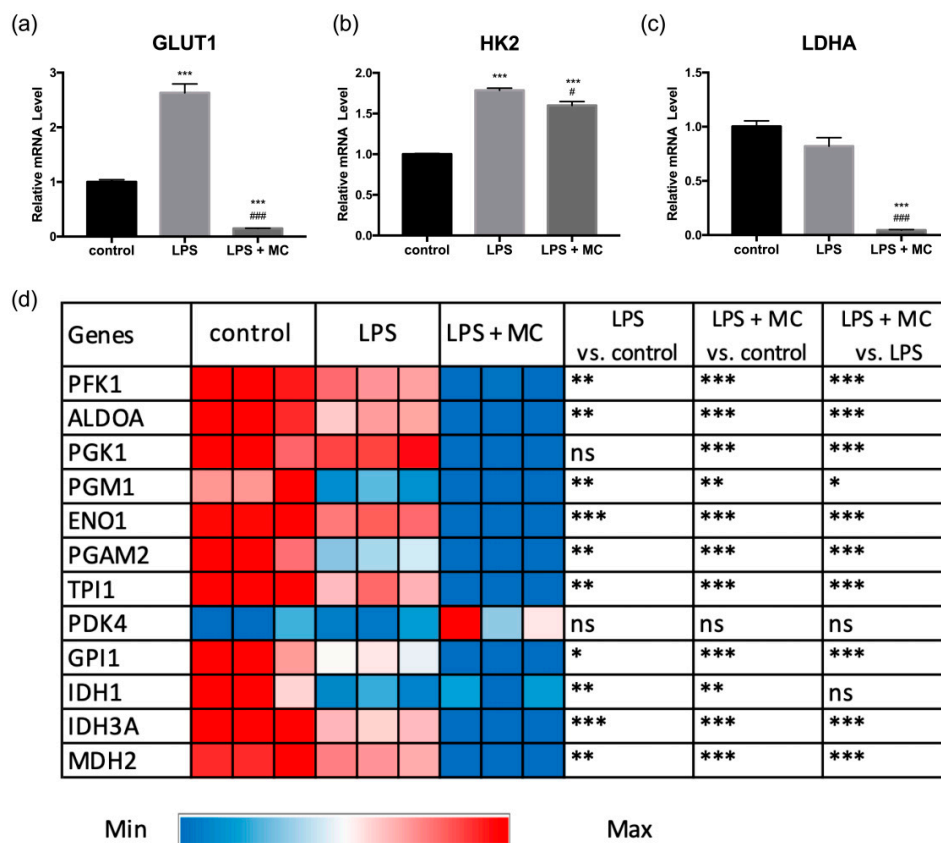 (a)
GLUT1
Relative mRNA Level
3
2
1
0
***
***
###
control
LPS
LPS + MC
(b)
HK2
Relative mRNA Level
2.0
1.5
1.0
0.5
0.0
***
***
#
control
LPS
LPS + MC
(c)
LDHA
Relative mRNA Level
1.5
1.0
0.5
0.0
***
###
control
LPS
LPS + MC
(d)
Genes control LPS LPS + MC LPS vs. control LPS + MC vs. control LPS + MC vs. LPS
PFK1 ** *** ***
ALDOA ** *** ***
PGK1 ns *** ***
PGM1 ** ** *
ENO1 *** *** ***
PGAM2 ** *** ***
TPI1 ** *** ***
PDK4 ns ns ns
GPI1 * *** ***
IDH1 ** ** ns
IDH3A *** *** ***
MDH2 ** *** ***
Min Max